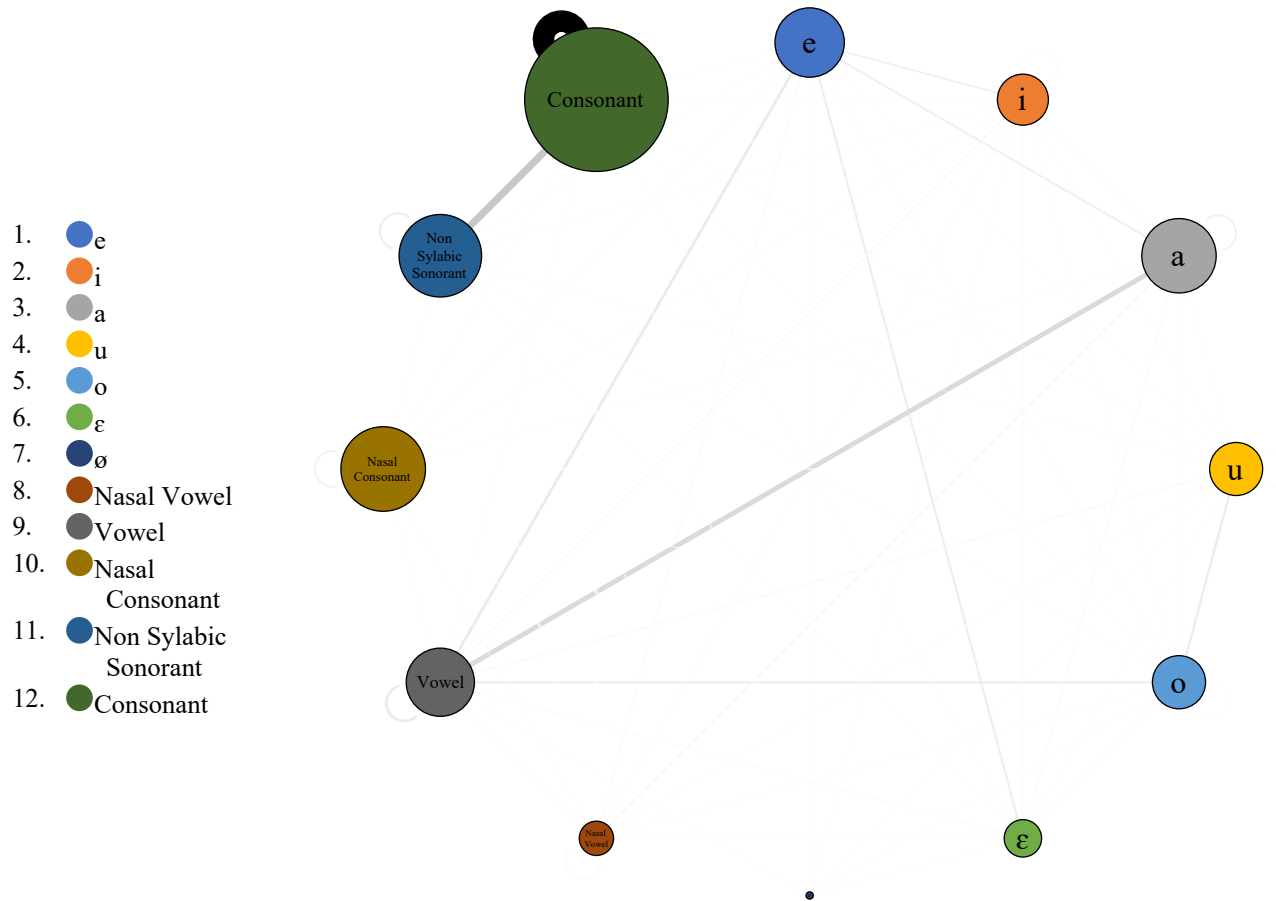 1. e
2. i
3. a
4. u
5. o
6. ε
7. ø
8. Nasal Vowel
9. Vowel
10. Nasal
Consonant
11. Non Sylabic
Sonorant
12. Consonant
e
Consonant
i
Non
Sylabic
Sonorant
a
Nasal
Consonant
u
Vowel
o
Nasal
Vowel
ε